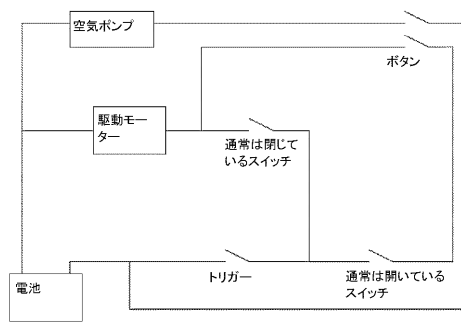 空気ポンプ
ボタン
駆動モー
ター
通常は閉じて
いるスイッチ
トリガー
通常は開いている
スイッチ
電池